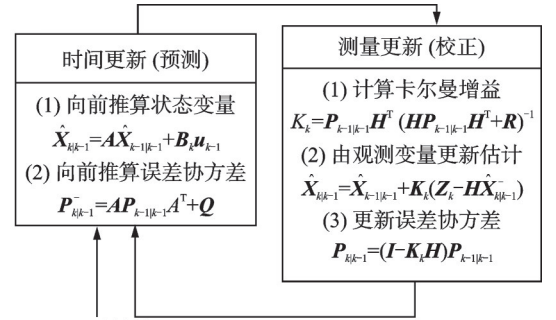 时间更新 (预测)
(1) 向前推算状态变量
X̂ₖ|ₖ₋₁=AX̂ₖ₋₁|ₖ₋₁+Bₖuₖ₋₁
(2) 向前推算误差协方差
P⁻ₖ|ₖ₋₁=APₖ₋₁|ₖ₋₁Aᵀ+Q
测量更新 (校正)
(1) 计算卡尔曼增益
Kₖ=Pₖ₋₁|ₖ₋₁Hᵀ (HPₖ₋₁|ₖ₋₁Hᵀ+R)⁻¹
(2) 由观测变量更新估计
X̂ₖ|ₖ₋₁=X̂ₖ₋₁|ₖ₋₁+Kₖ(Zₖ−HX̂⁻ₖ|ₖ₋₁)
(3) 更新误差协方差
Pₖ|ₖ₋₁=(I−KₖH)Pₖ₋₁|ₖ₋₁